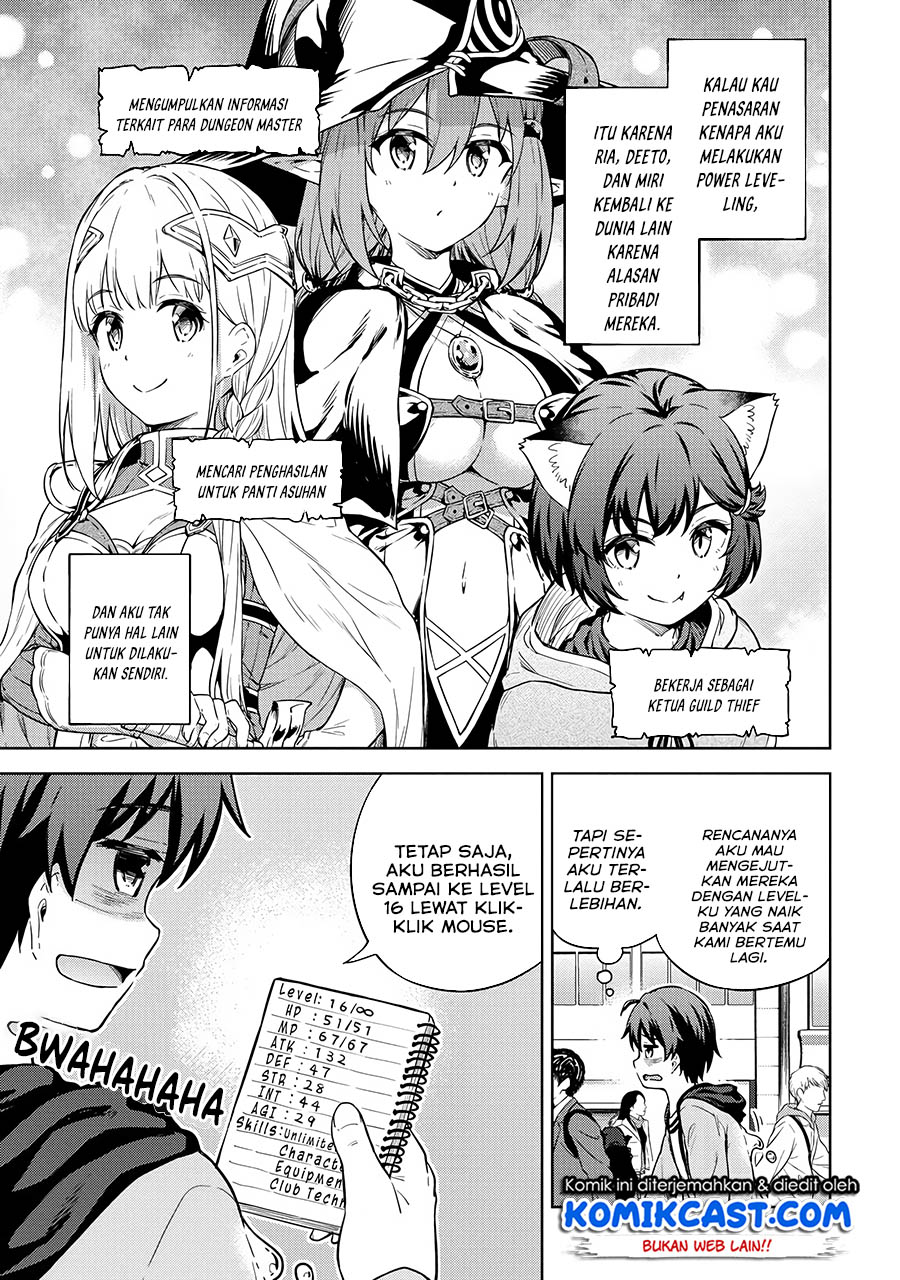 KALAU KAU
PENASARAN
KENAPA AKU
MELAKUKAN
POWER LEVE-
LING,
ITU KARENA
RIA, DEETO,
DAN MIRI
KEMBALI KE
DUNIA LAIN
KARENA
ALASAN
PRIBADI
MEREKA.
MENGUMPULKAN INFORMASI
TERKAIT PARA DUNGEON MASTER
MENCARI PENGHASILAN
UNTUK PANTI ASUHAN
BEKERJA SEBAGAI
KETUA GUILD THIEF
DAN AKU TAK
PUNYA HAL LAIN
UNTUK DILAKU-
KAN SENDIRI.
RENCANANYA
AKU MAU
MENGEJUT-
KAN MEREKA
DENGAN LEVEL-
KU YANG NAIK
BANYAK SAAT
KAMI BERTEMU
LAGI.
TAPI SE-
PERTINYA
AKU TER-
LALU BER-
LEBIHAN.
TETAP SAJA,
AKU BERHASIL
SAMPAI KE LEVEL
16 LEWAT KLIK-
KLIK MOUSE.
Level: 16/∞
HP : 51/51
MP : 67/67
ATK : 132
DEF : 47
STR : 28
INT : 44
AGI : 29
Skills: Unlimite
Characte
Equipmen
Club Techn
BWAHAHAHA
Komik ini diterjemahkan & diedit oleh
KOMIKCAST.COM
BUKAN WEB LAIN!!